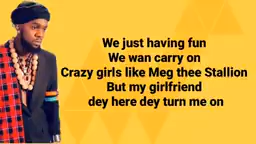 We just having fun
We wan carry on
Crazy girls like Meg thee Stallion
But my girlfriend
dey here dey turn me on